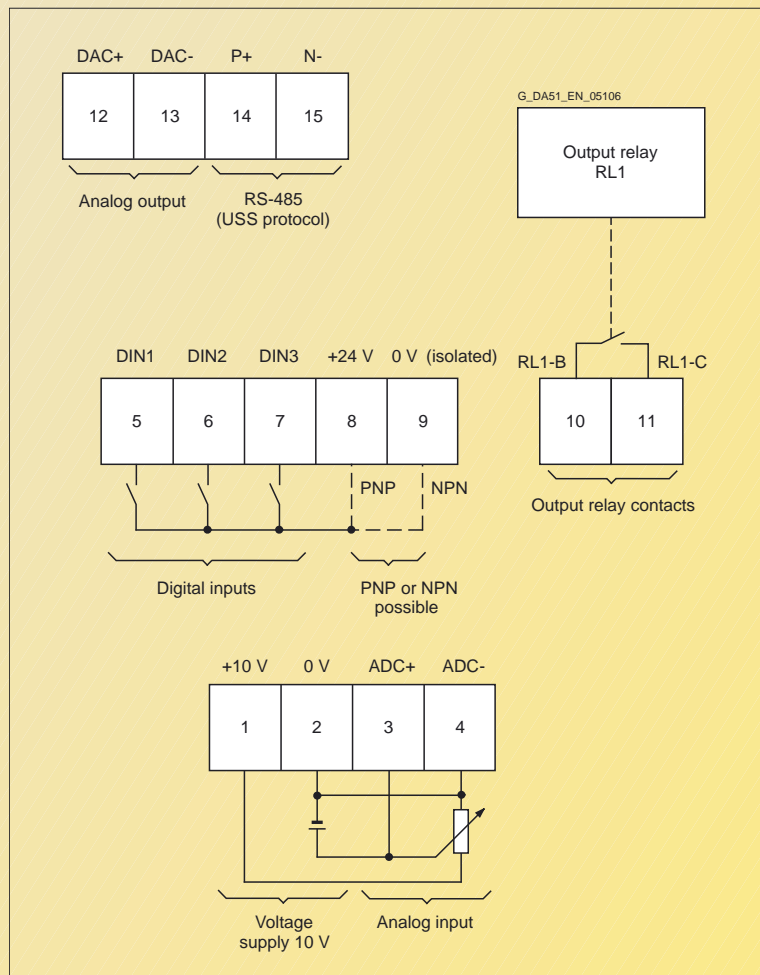 DAC+ DAC- P+ N-
12 13 14 15
Analog output
RS-485
(USS protocol)
G_DA51_EN_05106
Output relay
RL1
RL1-B RL1-C
10 11
Output relay contacts
DIN1 DIN2 DIN3 +24 V 0 V (isolated)
5 6 7 8 9
PNP NPN
Digital inputs
PNP or NPN
possible
+10 V 0 V ADC+ ADC-
1 2 3 4
Voltage
supply 10 V
Analog input